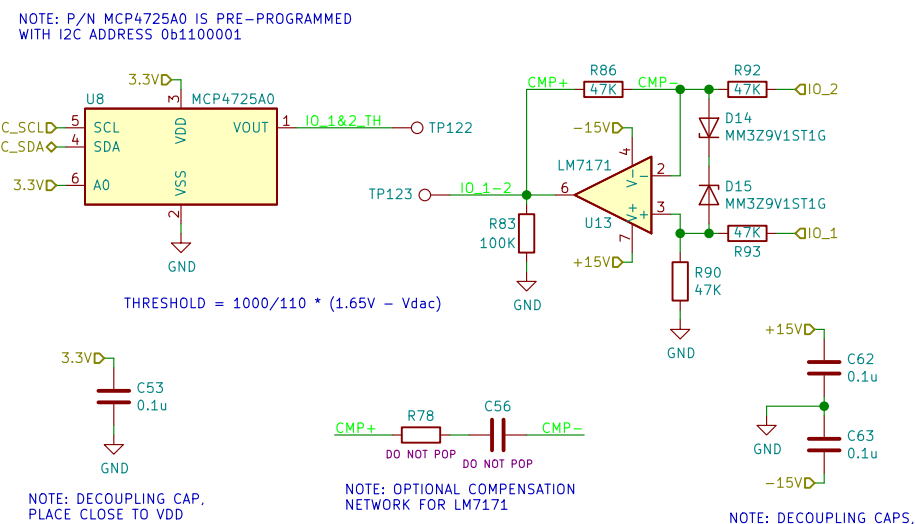 NOTE: P/N MCP4725A0 IS PRE-PROGRAMMED
WITH I2C ADDRESS 0b1100001
3.3V
U8
MCP4725A0
C_SCL
5
SCL
3
VDD
VOUT
1
IO_1&2_TH
TP122
C_SDA
4
SDA
3.3V
6
A0
VSS
2
GND
THRESHOLD = 1000/110 * (1.65V - Vdac)
R86
47K
CMP+
CMP-
R92
47K
IO_2
-15V
4
LM7171
V-
-
2
D14
MM3Z9V1ST1G
TP123
IO_1-2
6
U13
V+
+
3
7
D15
MM3Z9V1ST1G
R83
100K
GND
+15V
47K
R93
IO_1
R90
47K
GND
3.3V
C53
0.1u
GND
NOTE: DECOUPLING CAP,
PLACE CLOSE TO VDD
CMP+
R78
DO NOT POP
C56
DO NOT POP
CMP-
NOTE: OPTIONAL COMPENSATION
NETWORK FOR LM7171
+15V
C62
0.1u
GND
C63
0.1u
-15V
NOTE: DECOUPLING CAPS,